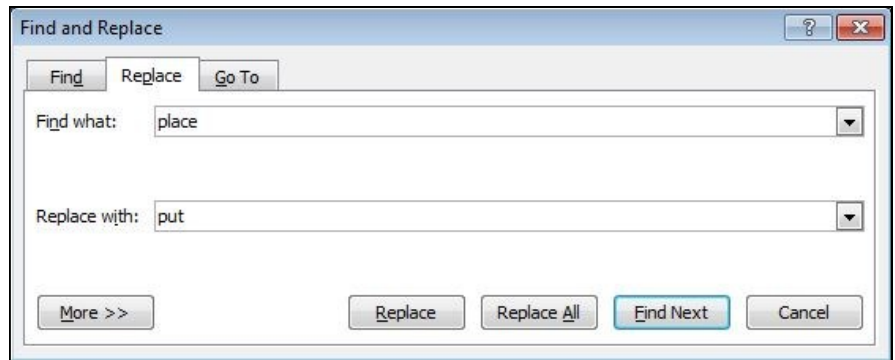 Find and Replace
Find Replace Go To
Find what: place
Replace with: put
More >> Replace Replace All Find Next Cancel